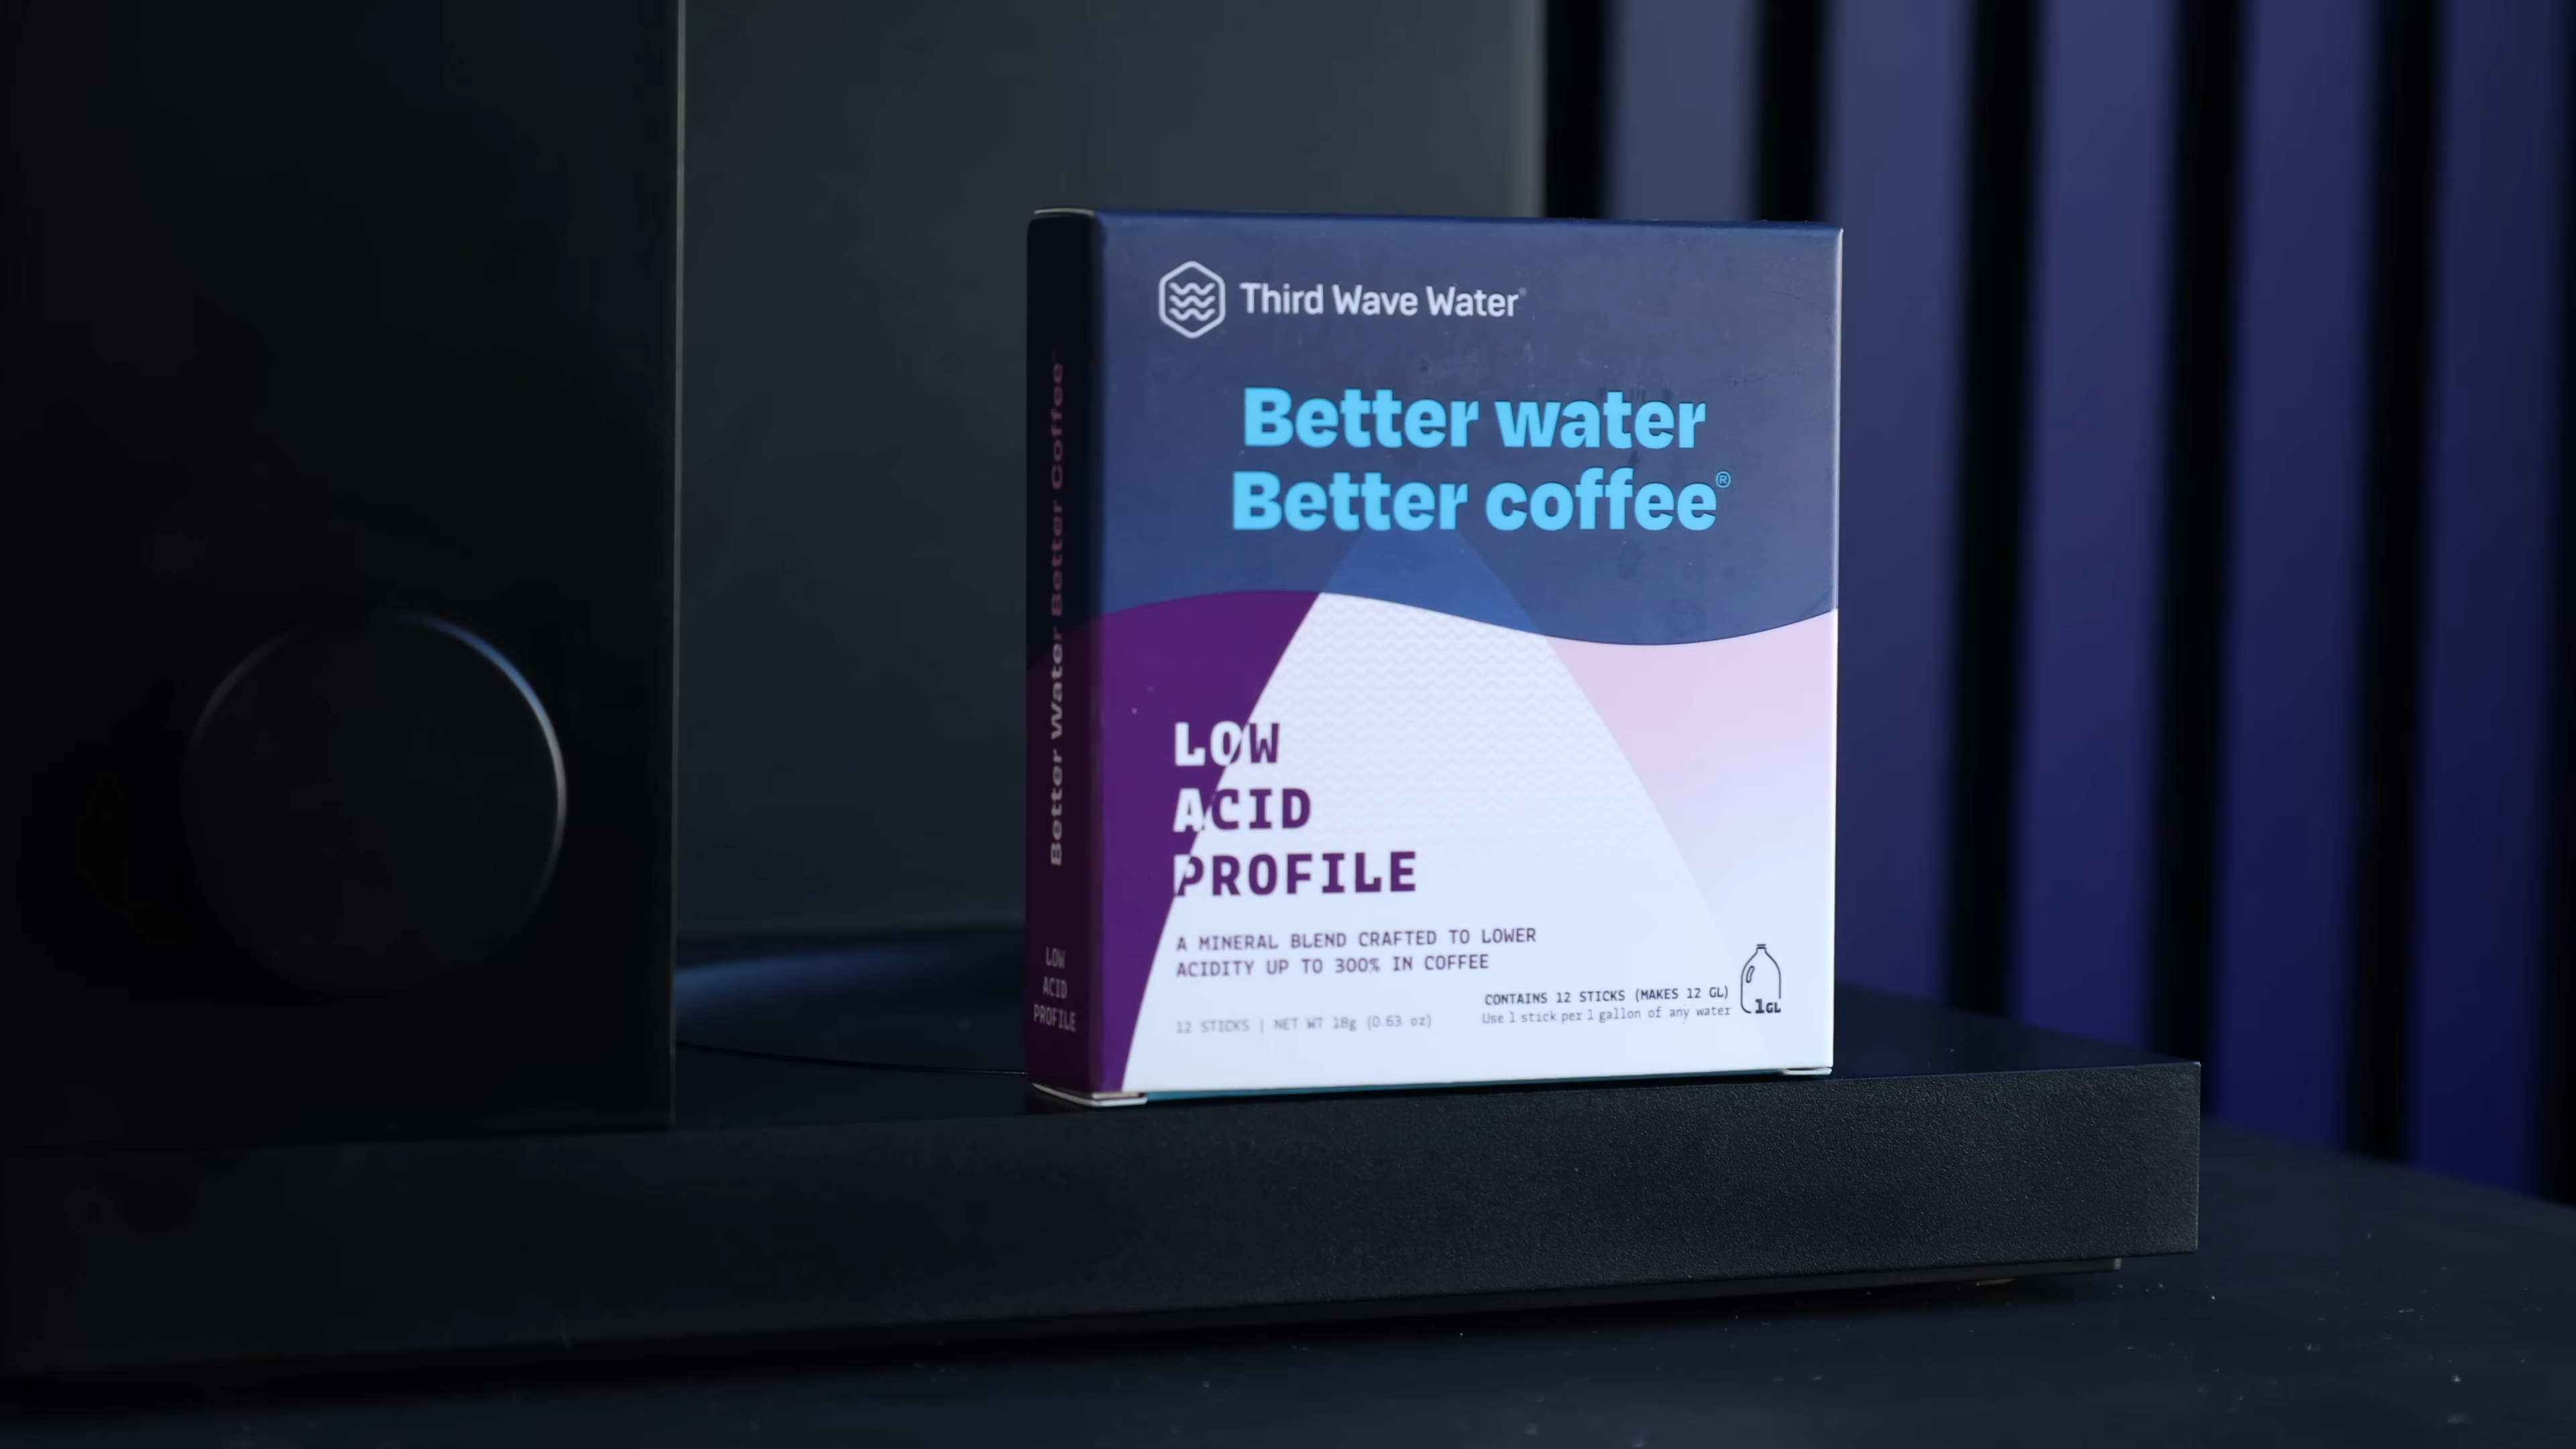 Third Wave Water
Better water
Better coffee®
LOW
ACID
PROFILE
A MINERAL BLEND CRAFTED TO LOWER
ACIDITY UP TO 300% IN COFFEE
12 STICKS | NET WT 18g (0.63 oz)
CONTAINS 12 STICKS (MAKES 12 GL)
Use 1 stick per 1 gallon of any water
1GL
Better Water Better Coffee
LOW
ACID
PROFILE